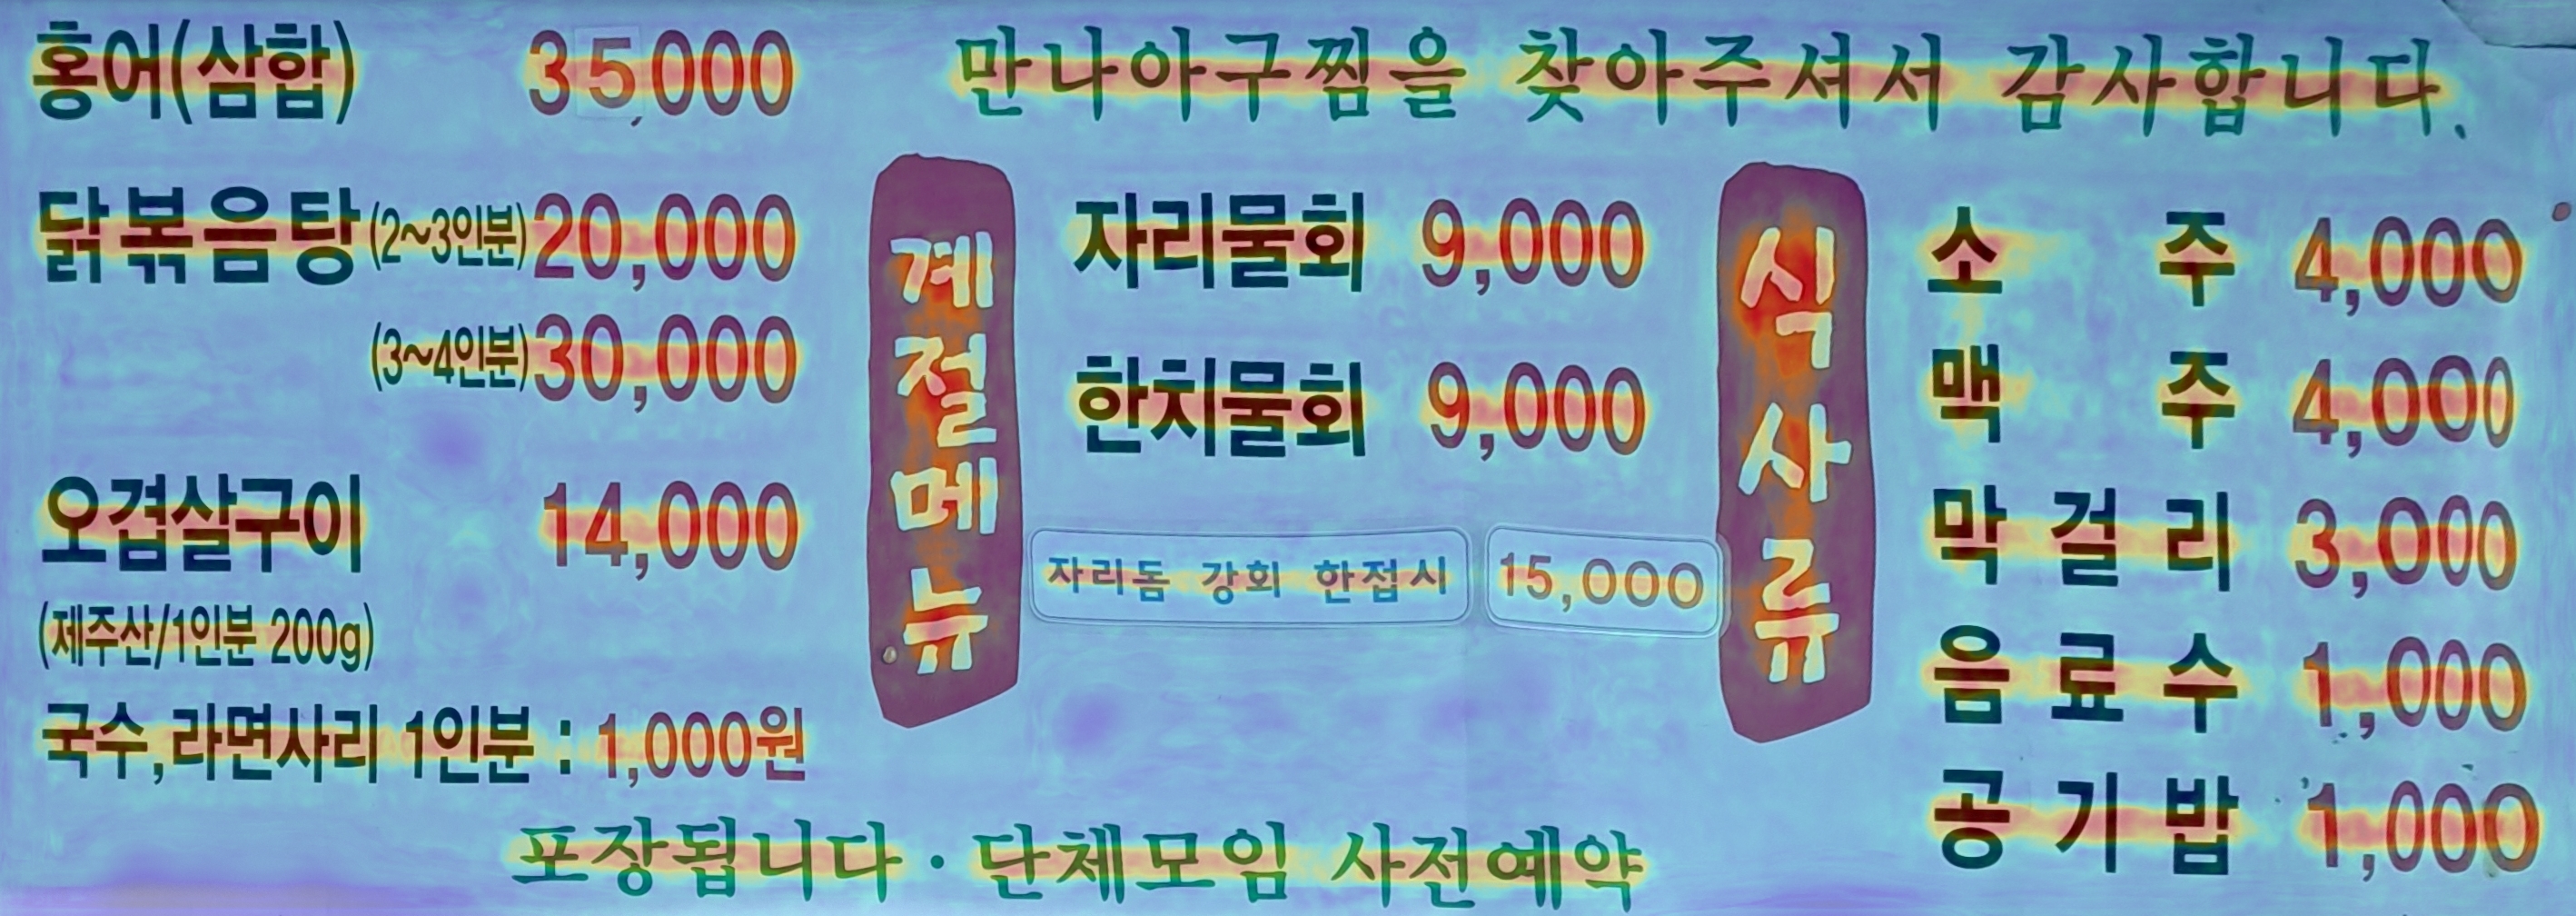 홍어(삼합) 35,000
닭볶음탕 (2~3인분) 20,000
(3~4인분) 30,000
오겹살구이 14,000
(제주산/1인분 200g)
국수,라면사리 1인분 : 1,000원
만나아구찜을 찾아주셔서 감사합니다.
계절메뉴
자리물회 9,000
한치물회 9,000
자리돔 강회 한접시 15,000
식사류
소주 4,000
맥주 4,000
막걸리 3,000
음료수 1,000
공기밥 1,000
포장됩니다 · 단체모임 사전예약